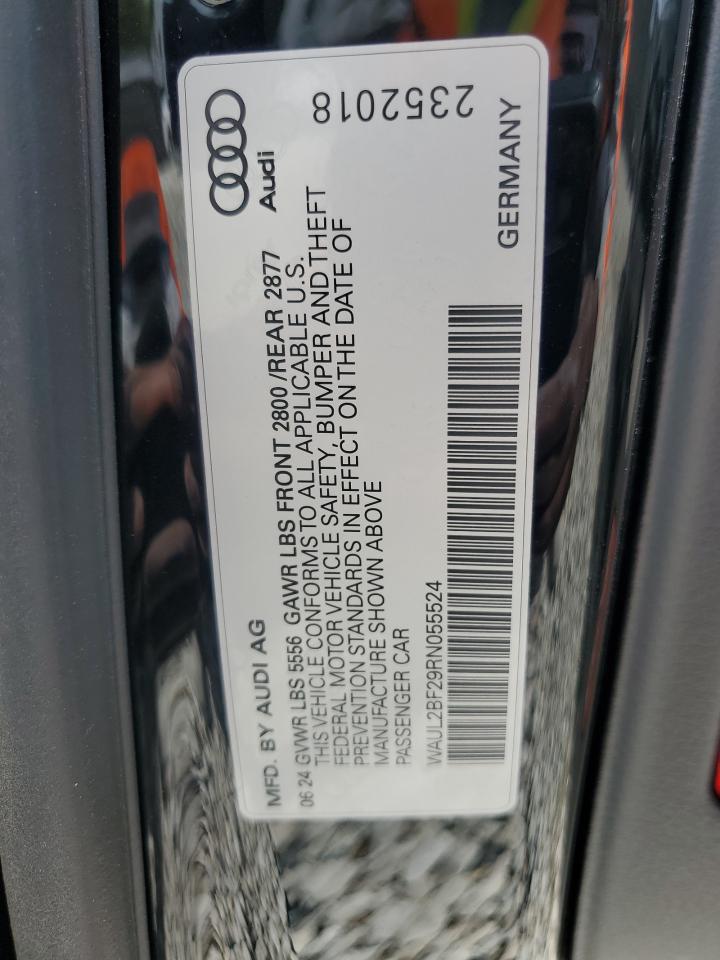 MFD. BY AUDI AG
06 24 GVWR LBS 5556 GAWR LBS FRONT 2800 /REAR 2877
THIS VEHICLE CONFORMS TO ALL APPLICABLE U.S.
FEDERAL MOTOR VEHICLE SAFETY, BUMPER AND THEFT
PREVENTION STANDARDS IN EFFECT ON THE DATE OF
MANUFACTURE SHOWN ABOVE
PASSENGER CAR
WAUL2BF29RN055524
Audi
2352018
GERMANY